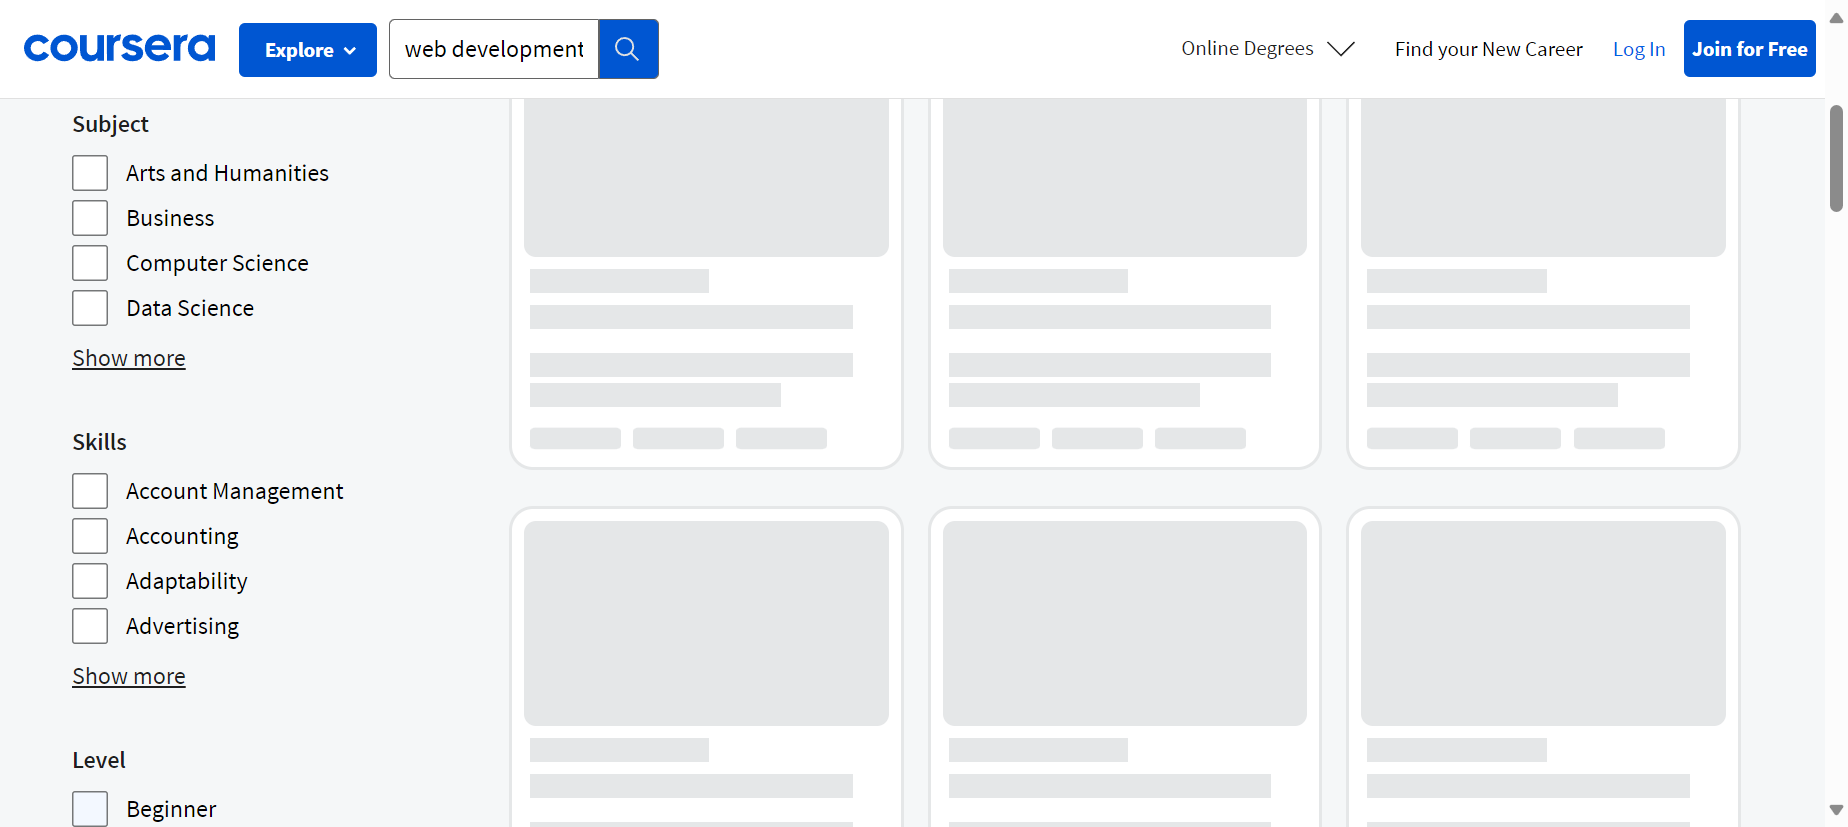 coursera
Explore
web development
Online Degrees
Find your New Career
Log In
Join for Free
Subject
Arts and Humanities
Business
Computer Science
Data Science
Show more
Skills
Account Management
Accounting
Adaptability
Advertising
Show more
Level
Beginner